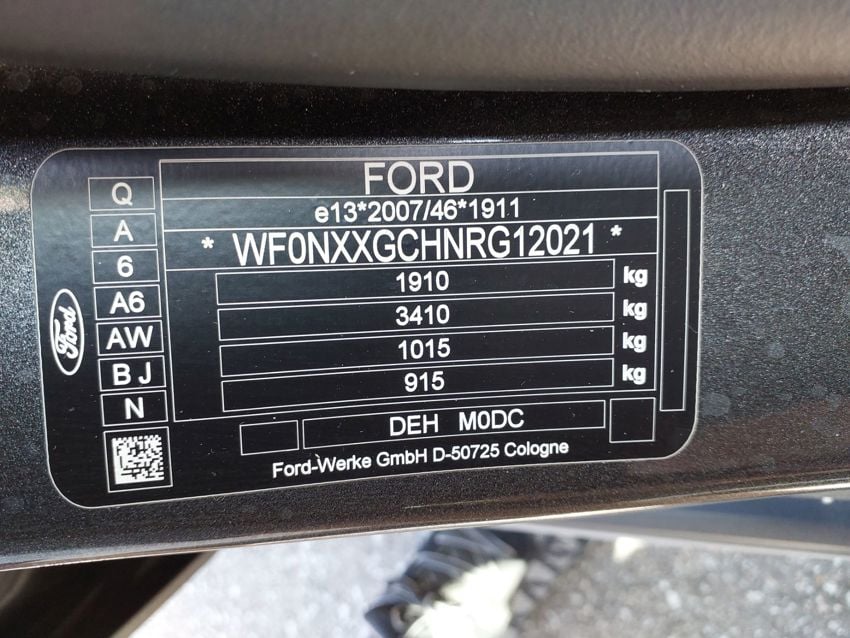 FORD
e13*2007/46*1911
* WF0NXXGCHNRG12021 *
1910 kg
3410 kg
1015 kg
915 kg
DEH M0DC
Ford-Werke GmbH D-50725 Cologne
Q
A
6
A6
AW
B J
N
Ford